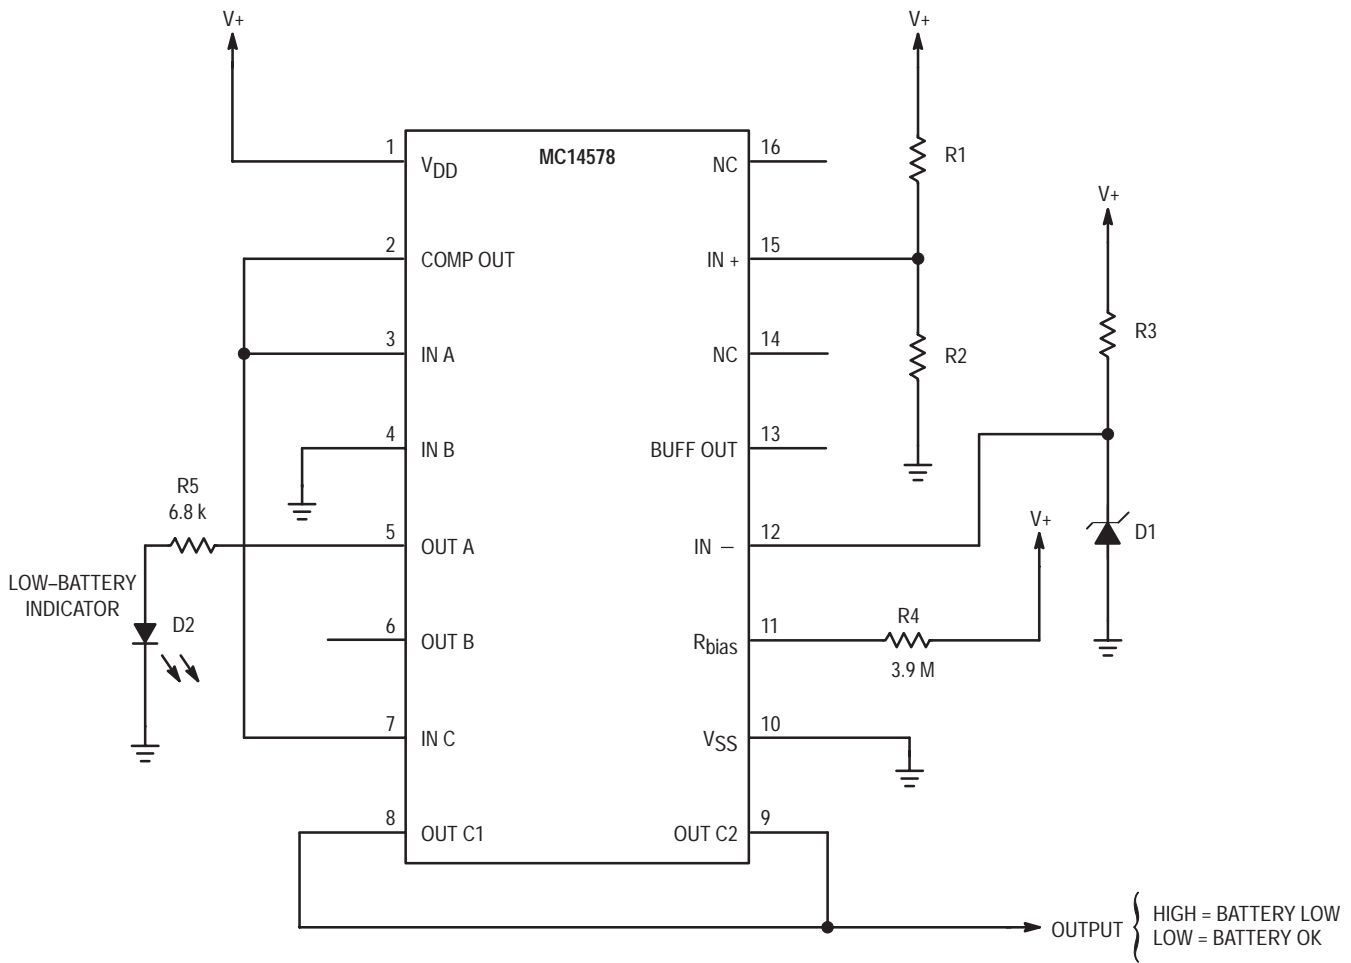 V+
V+
1
VDD
MC14578
NC
16
R1
V+
2
COMP OUT
IN +
15
3
IN A
NC
14
R2
R3
4
IN B
BUFF OUT
13
R5
6.8 k
5
OUT A
IN –
12
V+
D1
LOW–BATTERY
INDICATOR
D2
6
OUT B
Rbias
11
R4
3.9 M
7
IN C
VSS
10
8
OUT C1
OUT C2
9
OUTPUT
HIGH = BATTERY LOW
LOW = BATTERY OK